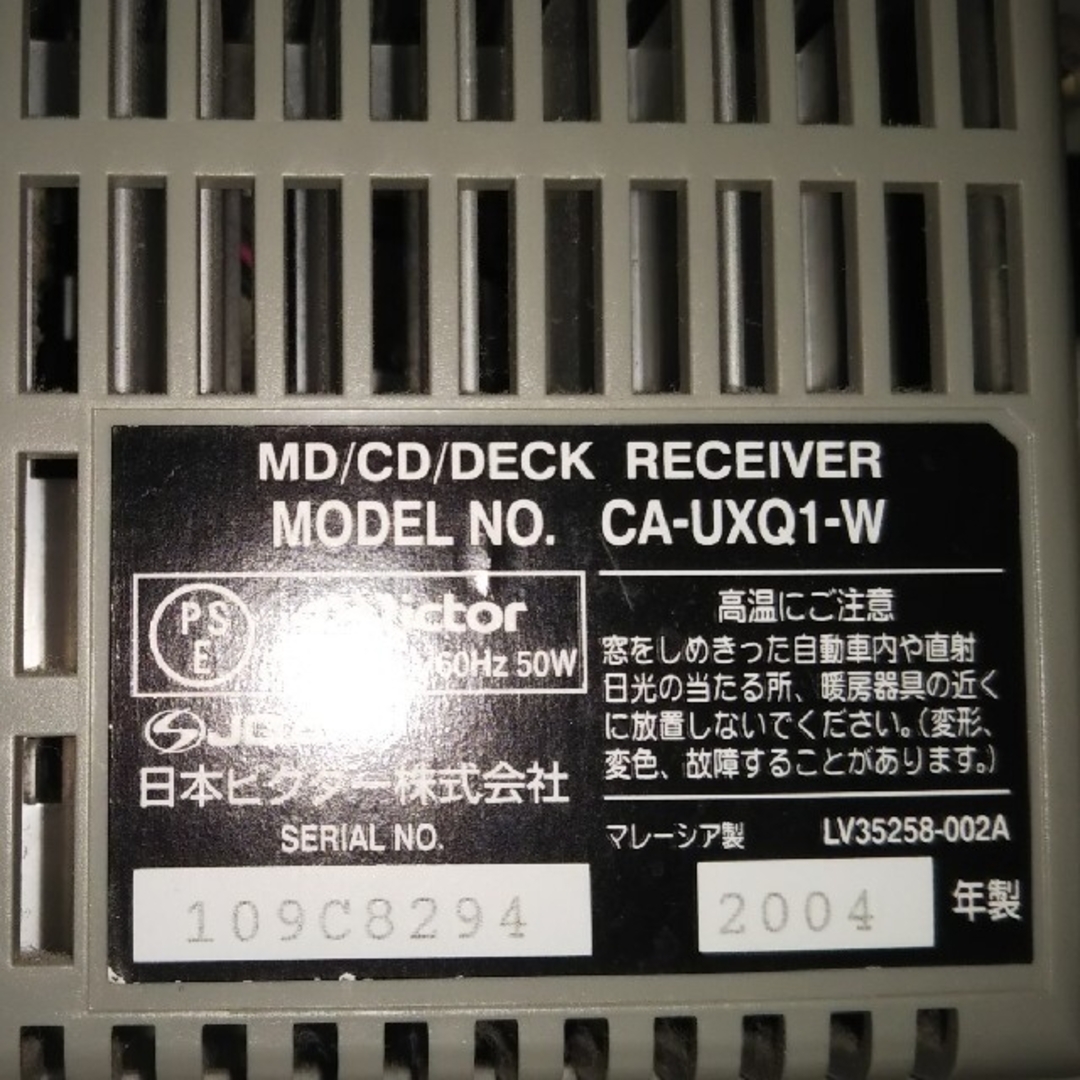 MD/CD/DECK RECEIVER
MODEL NO. CA-UXQ1-W
PS
E
Victor
60Hz 50W
日本ビクター株式会社
SERIAL NO.
109C8294
高温にご注意
窓をしめきった自動車内や直射
日光の当たる所、暖房器具の近く
に放置しないでください。(変形、
変色、故障することがあります。)
マレーシア製 LV35258-002A
2004 年製